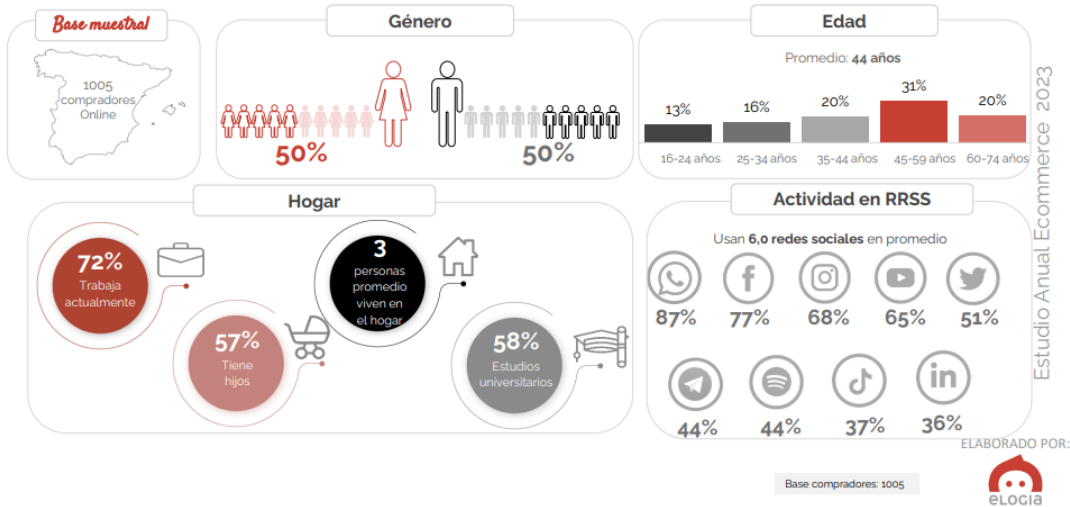 Base muestral
1005
compradores
Online
Género
50%
50%
Edad
Promedio: 44 años
13%
16%
20%
31%
20%
16-24 años
25-34 años
35-44 años
45-59 años
60-74 años
Hogar
72%
Trabaja
actualmente
57%
Tiene
hijos
3
personas
promedio
viven en
el hogar
58%
Estudios
universitarios
Actividad en RRSS
Usan 6,0 redes sociales en promedio
87%
77%
68%
65%
51%
in
44%
44%
37%
36%
Estudio Anual Ecommerce 2023
Base compradores: 1005
ELABORADO POR:
eLOGIA